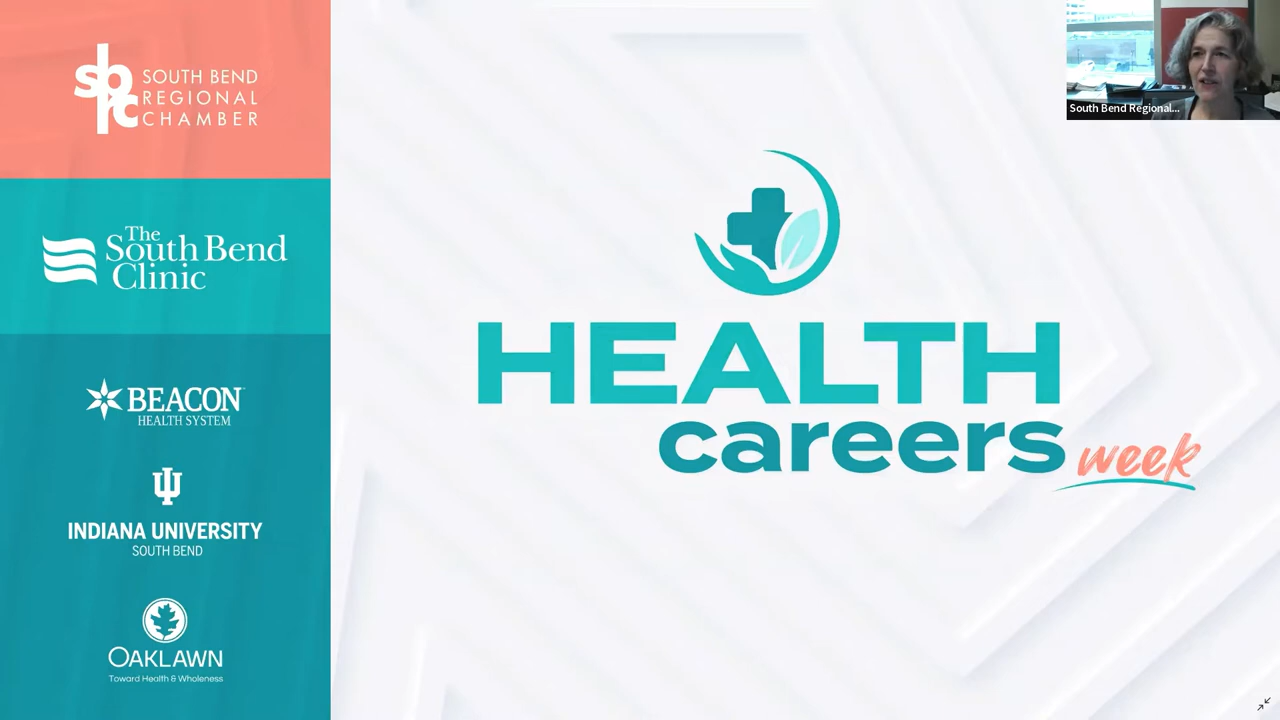 SOUTH BEND
REGIONAL
CHAMBER
sbrc
The
South Bend
Clinic
BEACON
HEALTH SYSTEM
INDIANA UNIVERSITY
SOUTH BEND
OAKLAWN
Toward Health & Wholeness
HEALTH
careers week
South Bend Regional...